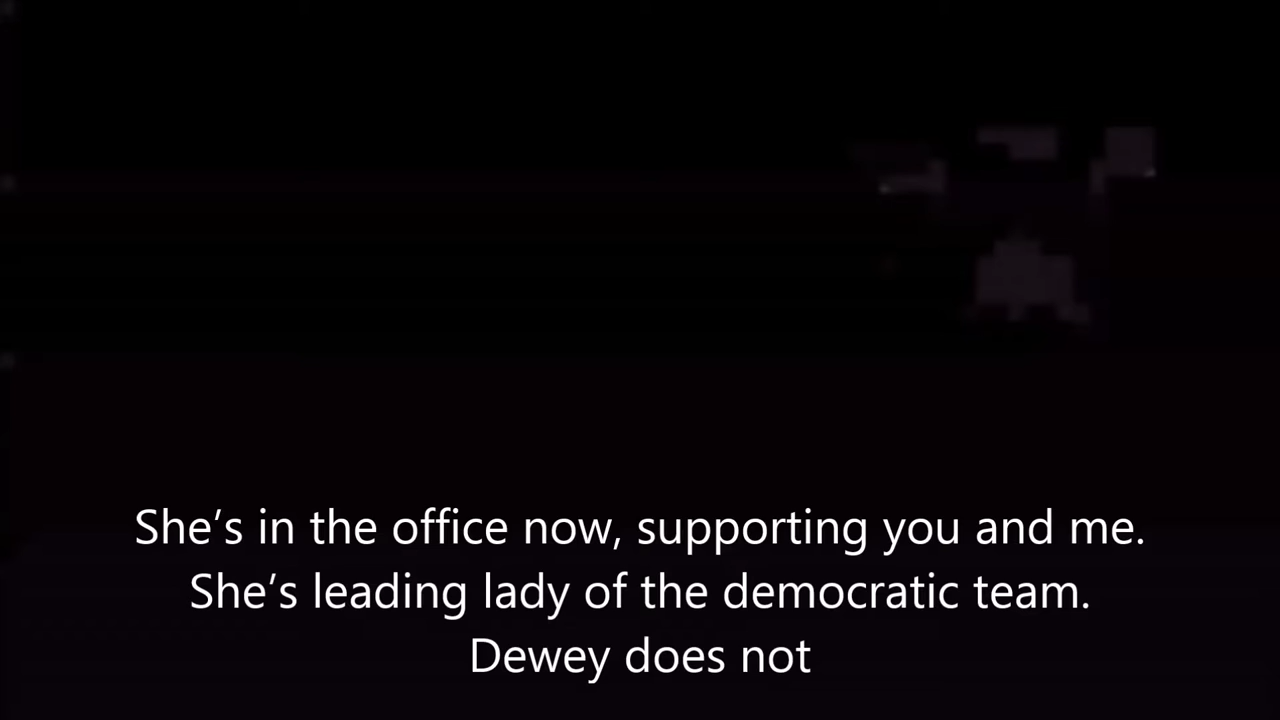 She’s in the office now, supporting you and me.
She’s leading lady of the democratic team.
Dewey does not